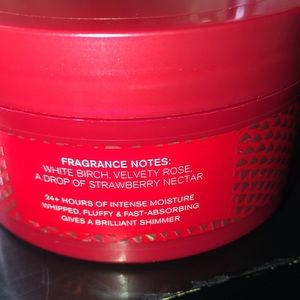 FRAGRANCE NOTES:
WHITE BIRCH, VELVETY ROSE,
A DROP OF STRAWBERRY NECTAR
24+ HOURS OF INTENSE MOISTURE
WHIPPED, FLUFFY & FAST-ABSORBING
GIVES A BRILLIANT SHIMMER